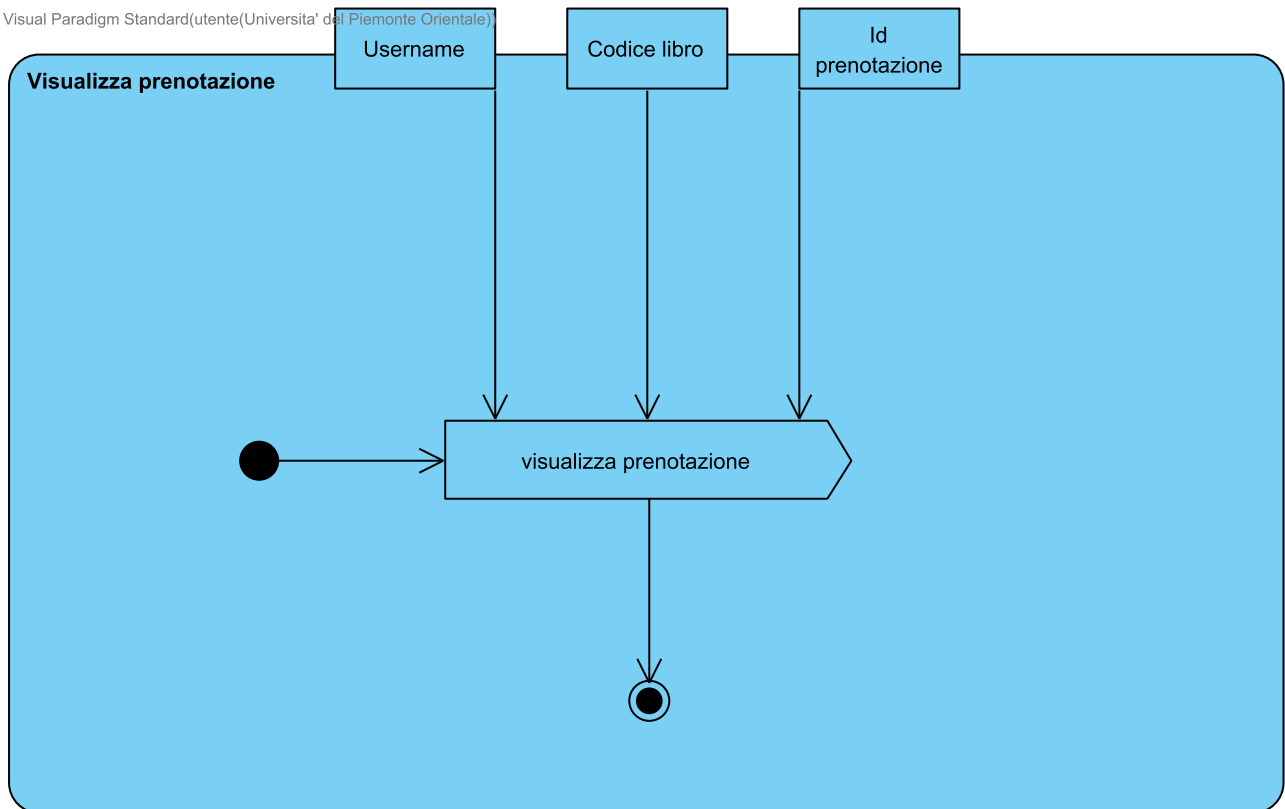 Visual Paradigm Standard(utente(Universita' del Piemonte Orientale))
Username
Codice libro
Id
prenotazione
Visualizza prenotazione
visualizza prenotazione